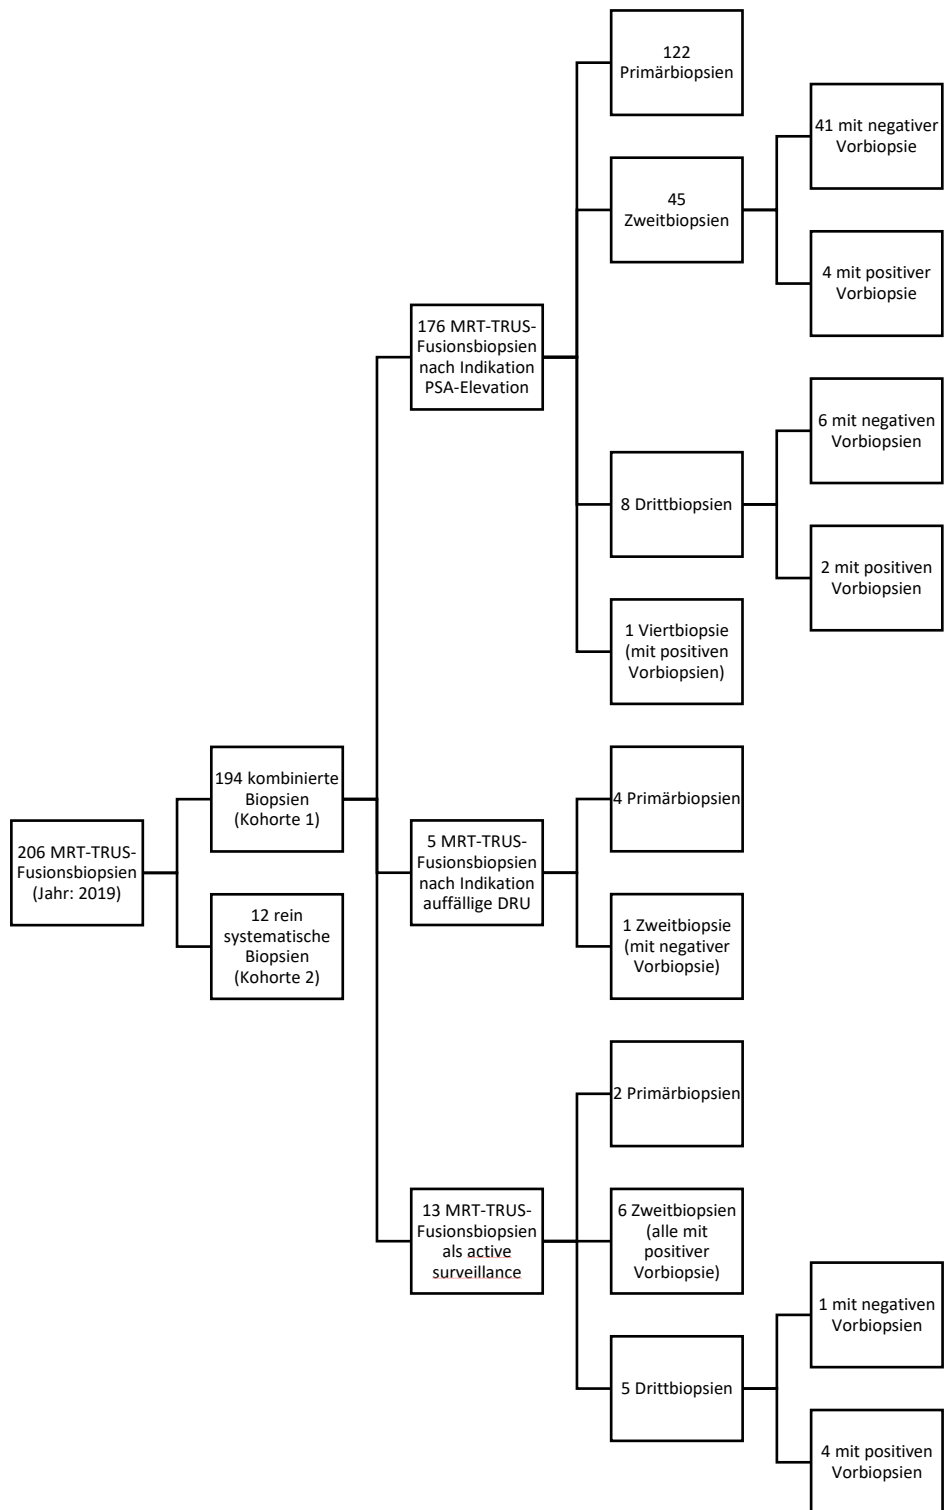 206 MRT-TRUS-
Fusionsbiopsien
(Jahr: 2019)
194 kombinierte
Biopsien
(Kohorte 1)
12 rein
systematische
Biopsien
(Kohorte 2)
176 MRT-TRUS-
Fusionsbiopsien
nach Indikation
PSA-Elevation
122
Primärbiopsien
45
Zweitbiopsien
41 mit negativer
Vorbiopsie
4 mit positiver
Vorbiopsie
8 Drittbiopsien
6 mit negativen
Vorbiopsien
2 mit positiven
Vorbiopsien
1 Viertbiopsie
(mit positiven
Vorbiopsien)
5 MRT-TRUS-
Fusionsbiopsien
nach Indikation
auffällige DRU
4 Primärbiopsien
1 Zweitbiopsie
(mit negativer
Vorbiopsie)
13 MRT-TRUS-
Fusionsbiopsien
als active
surveillance
2 Primärbiopsien
6 Zweitbiopsien
(alle mit
positiver
Vorbiopsie)
5 Drittbiopsien
1 mit negativen
Vorbiopsien
4 mit positiven
Vorbiopsien